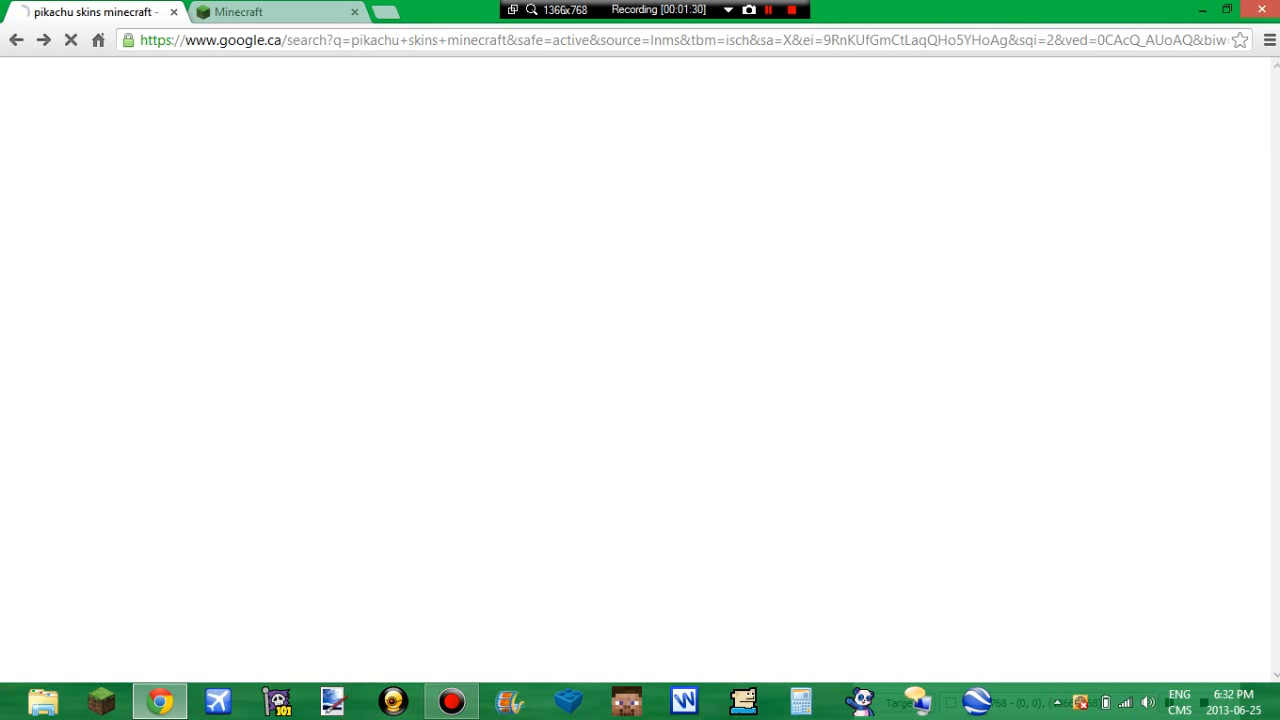 pikachu skins minecraft -
Minecraft
1366x768
Recording [00:01:30]
https://www.google.ca/search?q=pikachu+skins+minecraft&safe=active&source=lnms&tbm=isch&sa=X&ei=9RnKUfGmCtLaqQHo5YHoAg&sqi=2&ved=0CAcQ_AUoAQ&biw=
101
W
Target
ENG
6:32 PM
CMS
2013-06-25